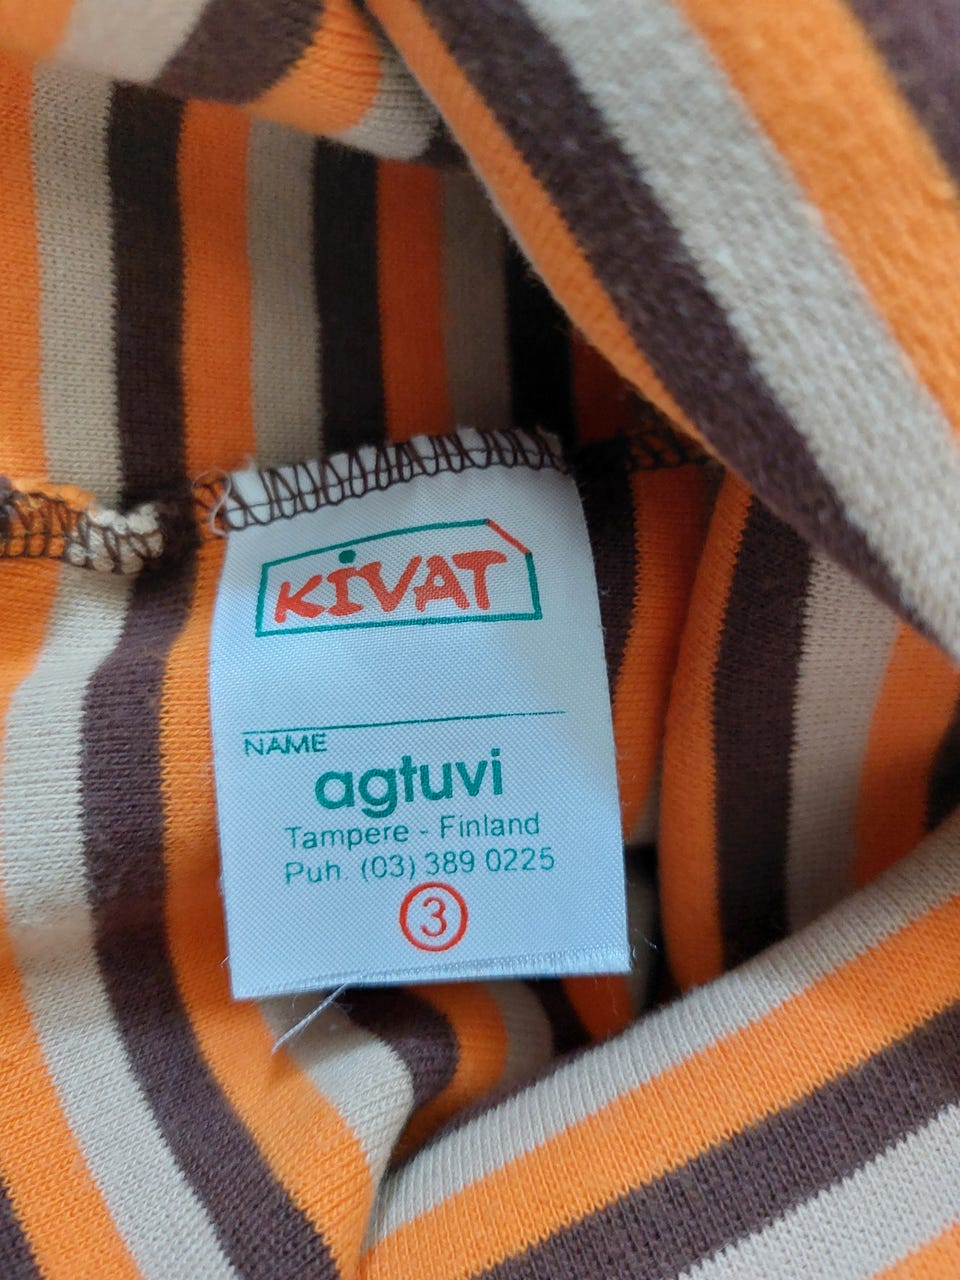 KiVAT
NAME
agtuvi
Tampere - Finland
Puh. (03) 389 0225
3